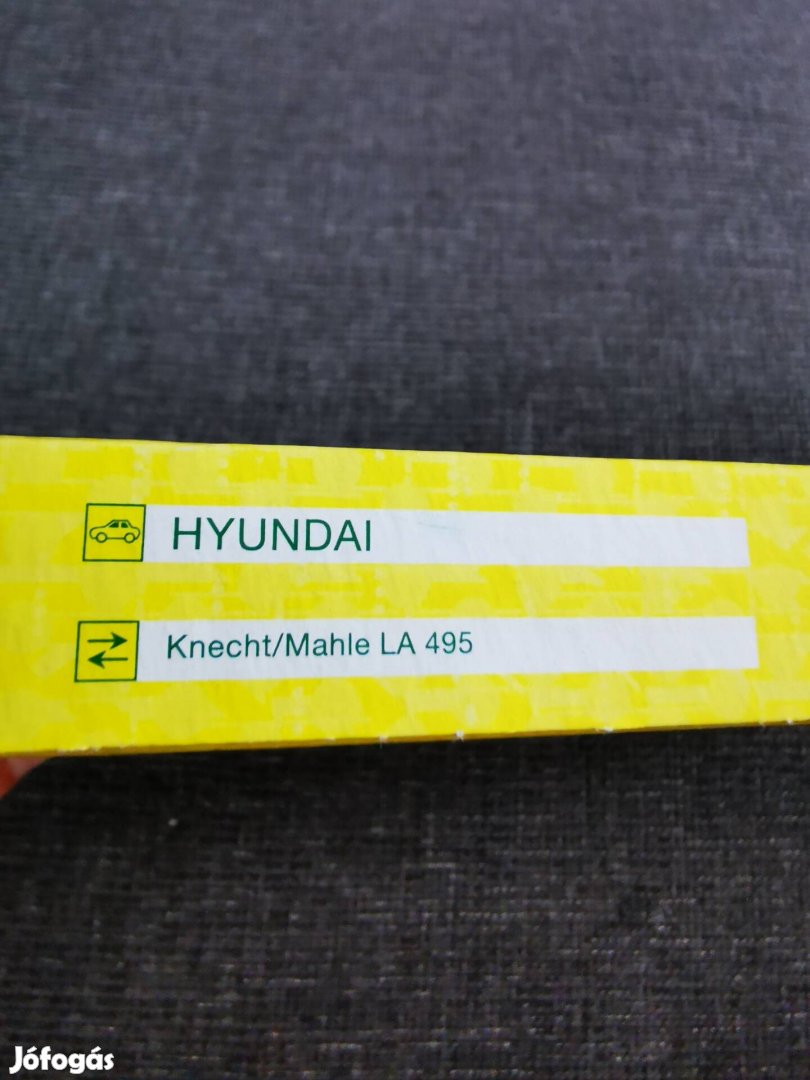 HYUNDAI
Knecht/Mahle LA 495
Jófogás